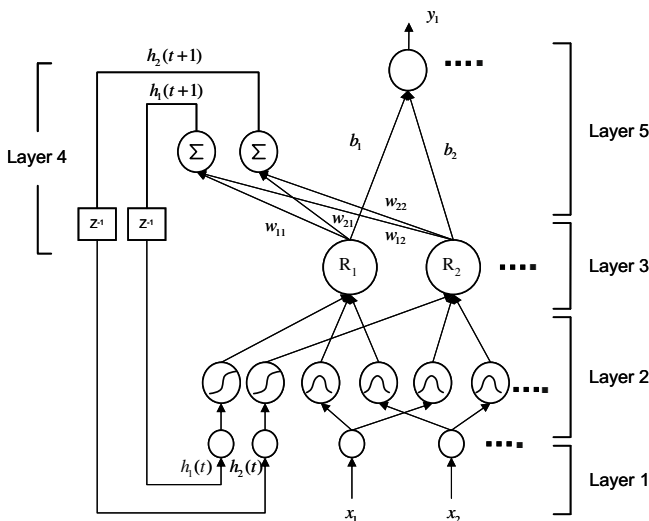 y₁
h₂(t+1)
h₁(t+1)
Layer 5
Layer 4
Σ Σ
b₁ b₂
w₂₂
Z⁻¹ Z⁻¹
w₁₁ w₂₁ w₁₂
R₁ R₂
Layer 3
Layer 2
h₁(t) h₂(t)
Layer 1
x₁ x₂